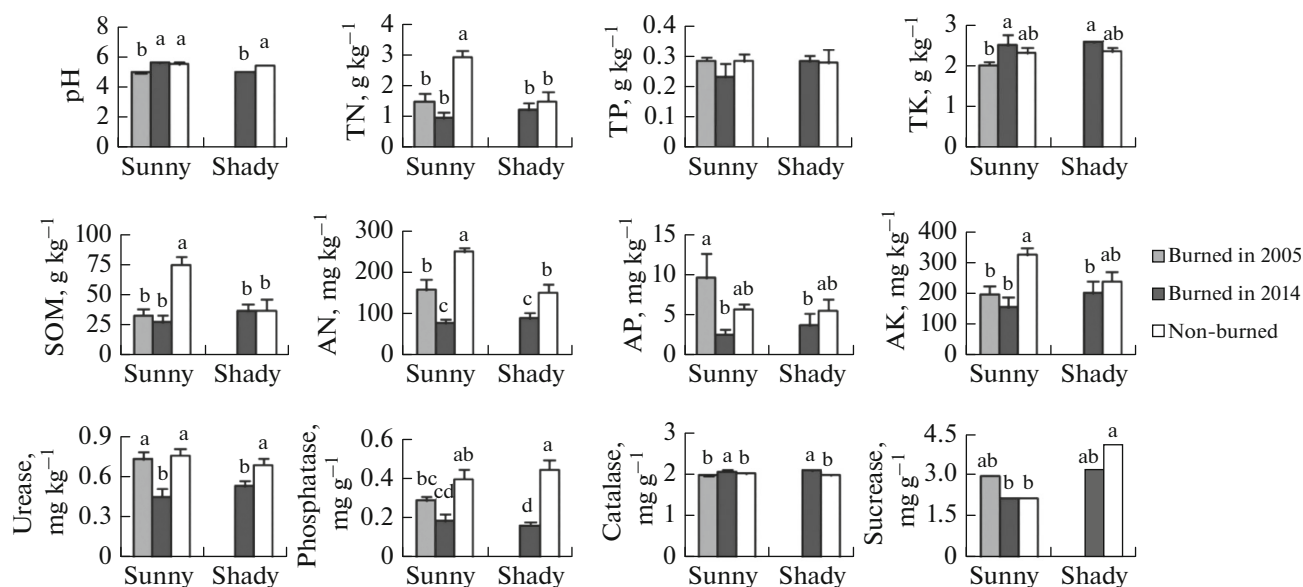 pH
8
6
4
2
0
b
a
a
b
a
Sunny
Shady
TN, g kg⁻¹
4
3
2
1
0
b
b
a
b
b
Sunny
Shady
TP, g kg⁻¹
0.4
0.3
0.2
0.1
0
Sunny
Shady
TK, g kg⁻¹
3
2
1
0
b
a
ab
a
ab
Sunny
Shady
SOM, g kg⁻¹
100
75
50
25
0
b
b
a
b
b
Sunny
Shady
AN, mg kg⁻¹
300
200
100
0
b
c
a
c
b
Sunny
Shady
AP, mg kg⁻¹
15
10
5
0
a
b
ab
b
ab
Sunny
Shady
AK, mg kg⁻¹
400
300
200
100
0
b
b
a
b
ab
Sunny
Shady
Burned in 2005
Burned in 2014
Non-burned
Urease,
mg kg⁻¹
0.9
0.6
0.3
0
a
b
a
b
a
Sunny
Shady
Phosphatase,
mg g⁻¹
0.6
0.4
0.2
0
bc
cd
ab
d
a
Sunny
Shady
Catalase,
mg g⁻¹
3
2
1
0
b
a
b
a
b
Sunny
Shady
Sucrease,
mg g⁻¹
4.5
3.0
1.5
0
ab
b
b
ab
a
Sunny
Shady